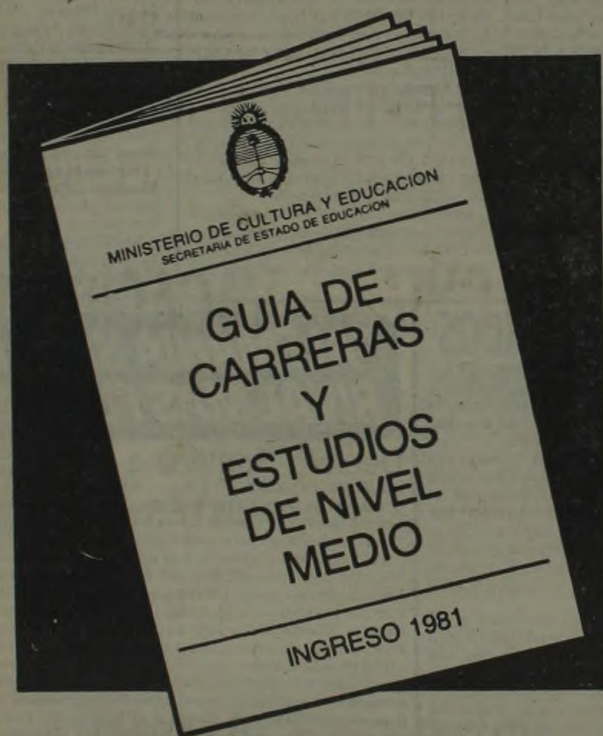 MINISTERIO DE CULTURA Y EDUCACION
SECRETARIA DE ESTADO DE EDUCACION
GUIA DE
CARRERAS
Y
ESTUDIOS
DE NIVEL
MEDIO
INGRESO 1981